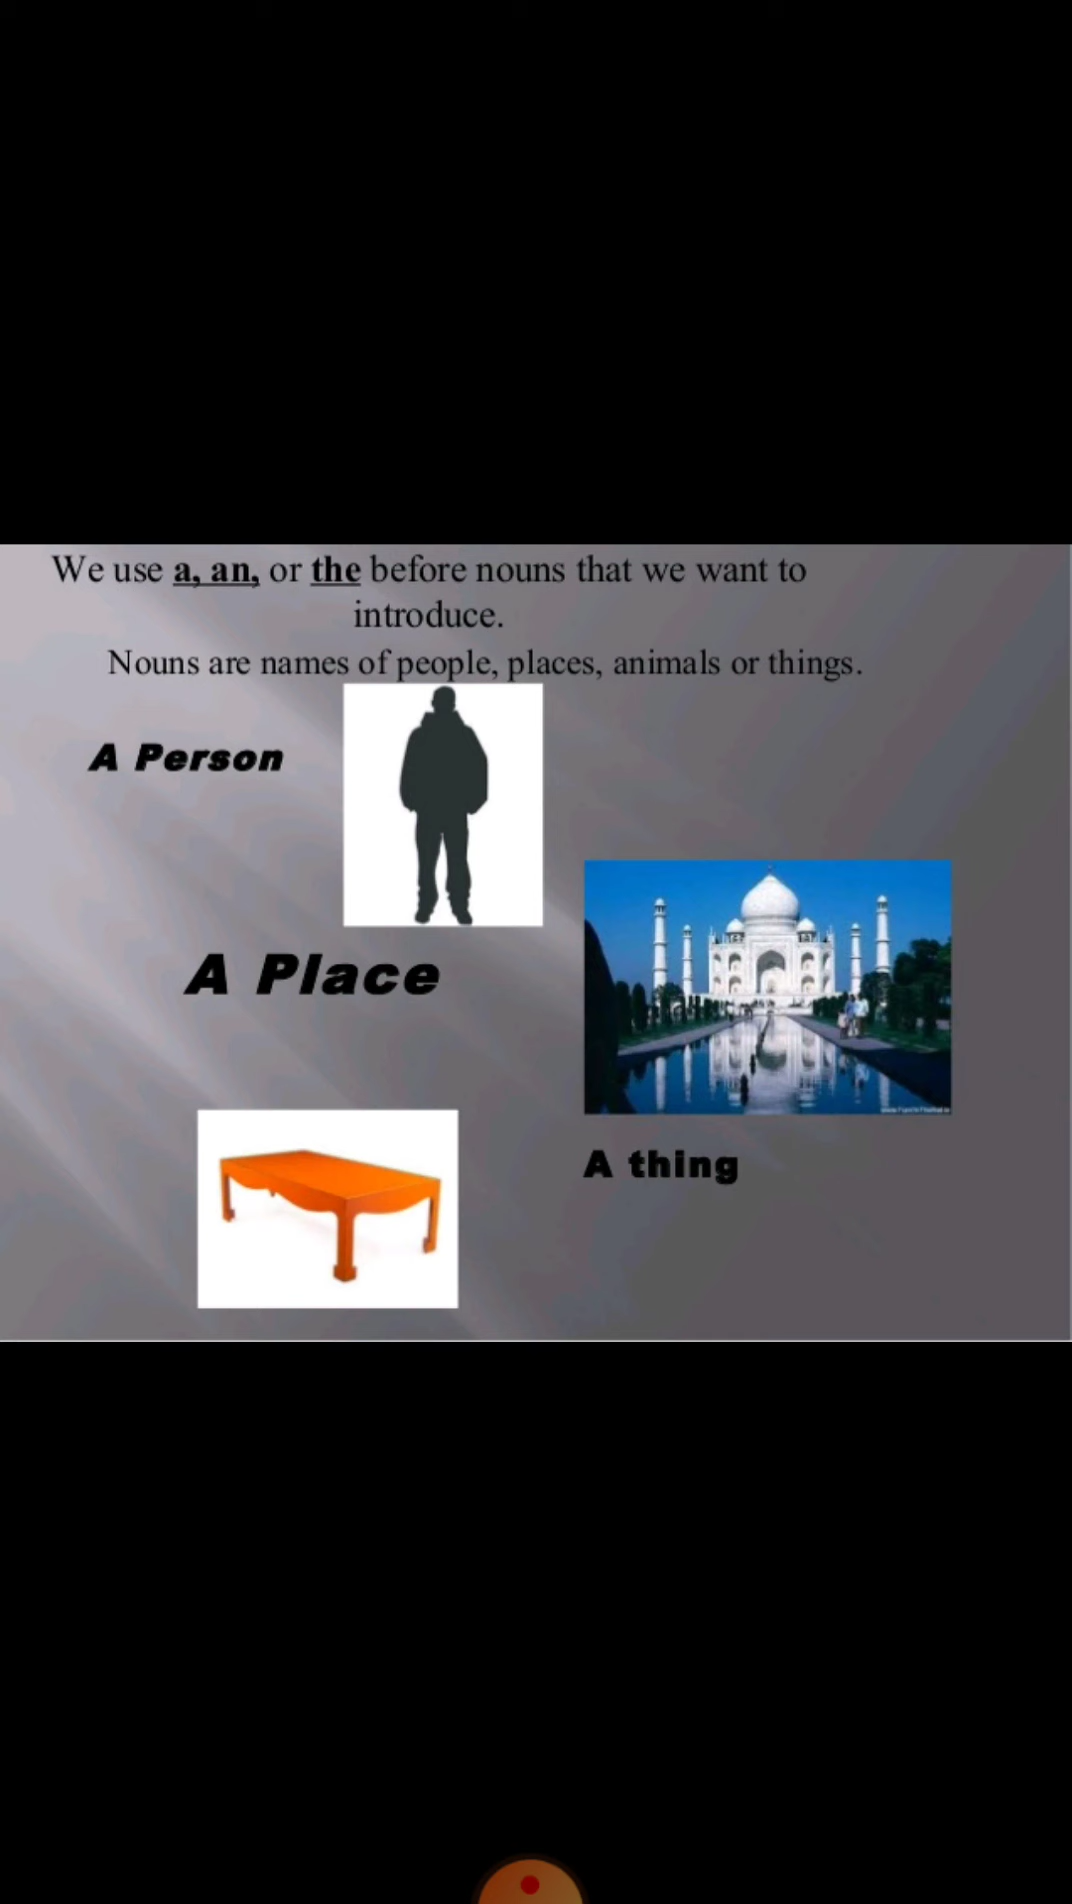 We use a, an, or the before nouns that we want to
introduce.
Nouns are names of people, places, animals or things.
A Person
A Place
A thing